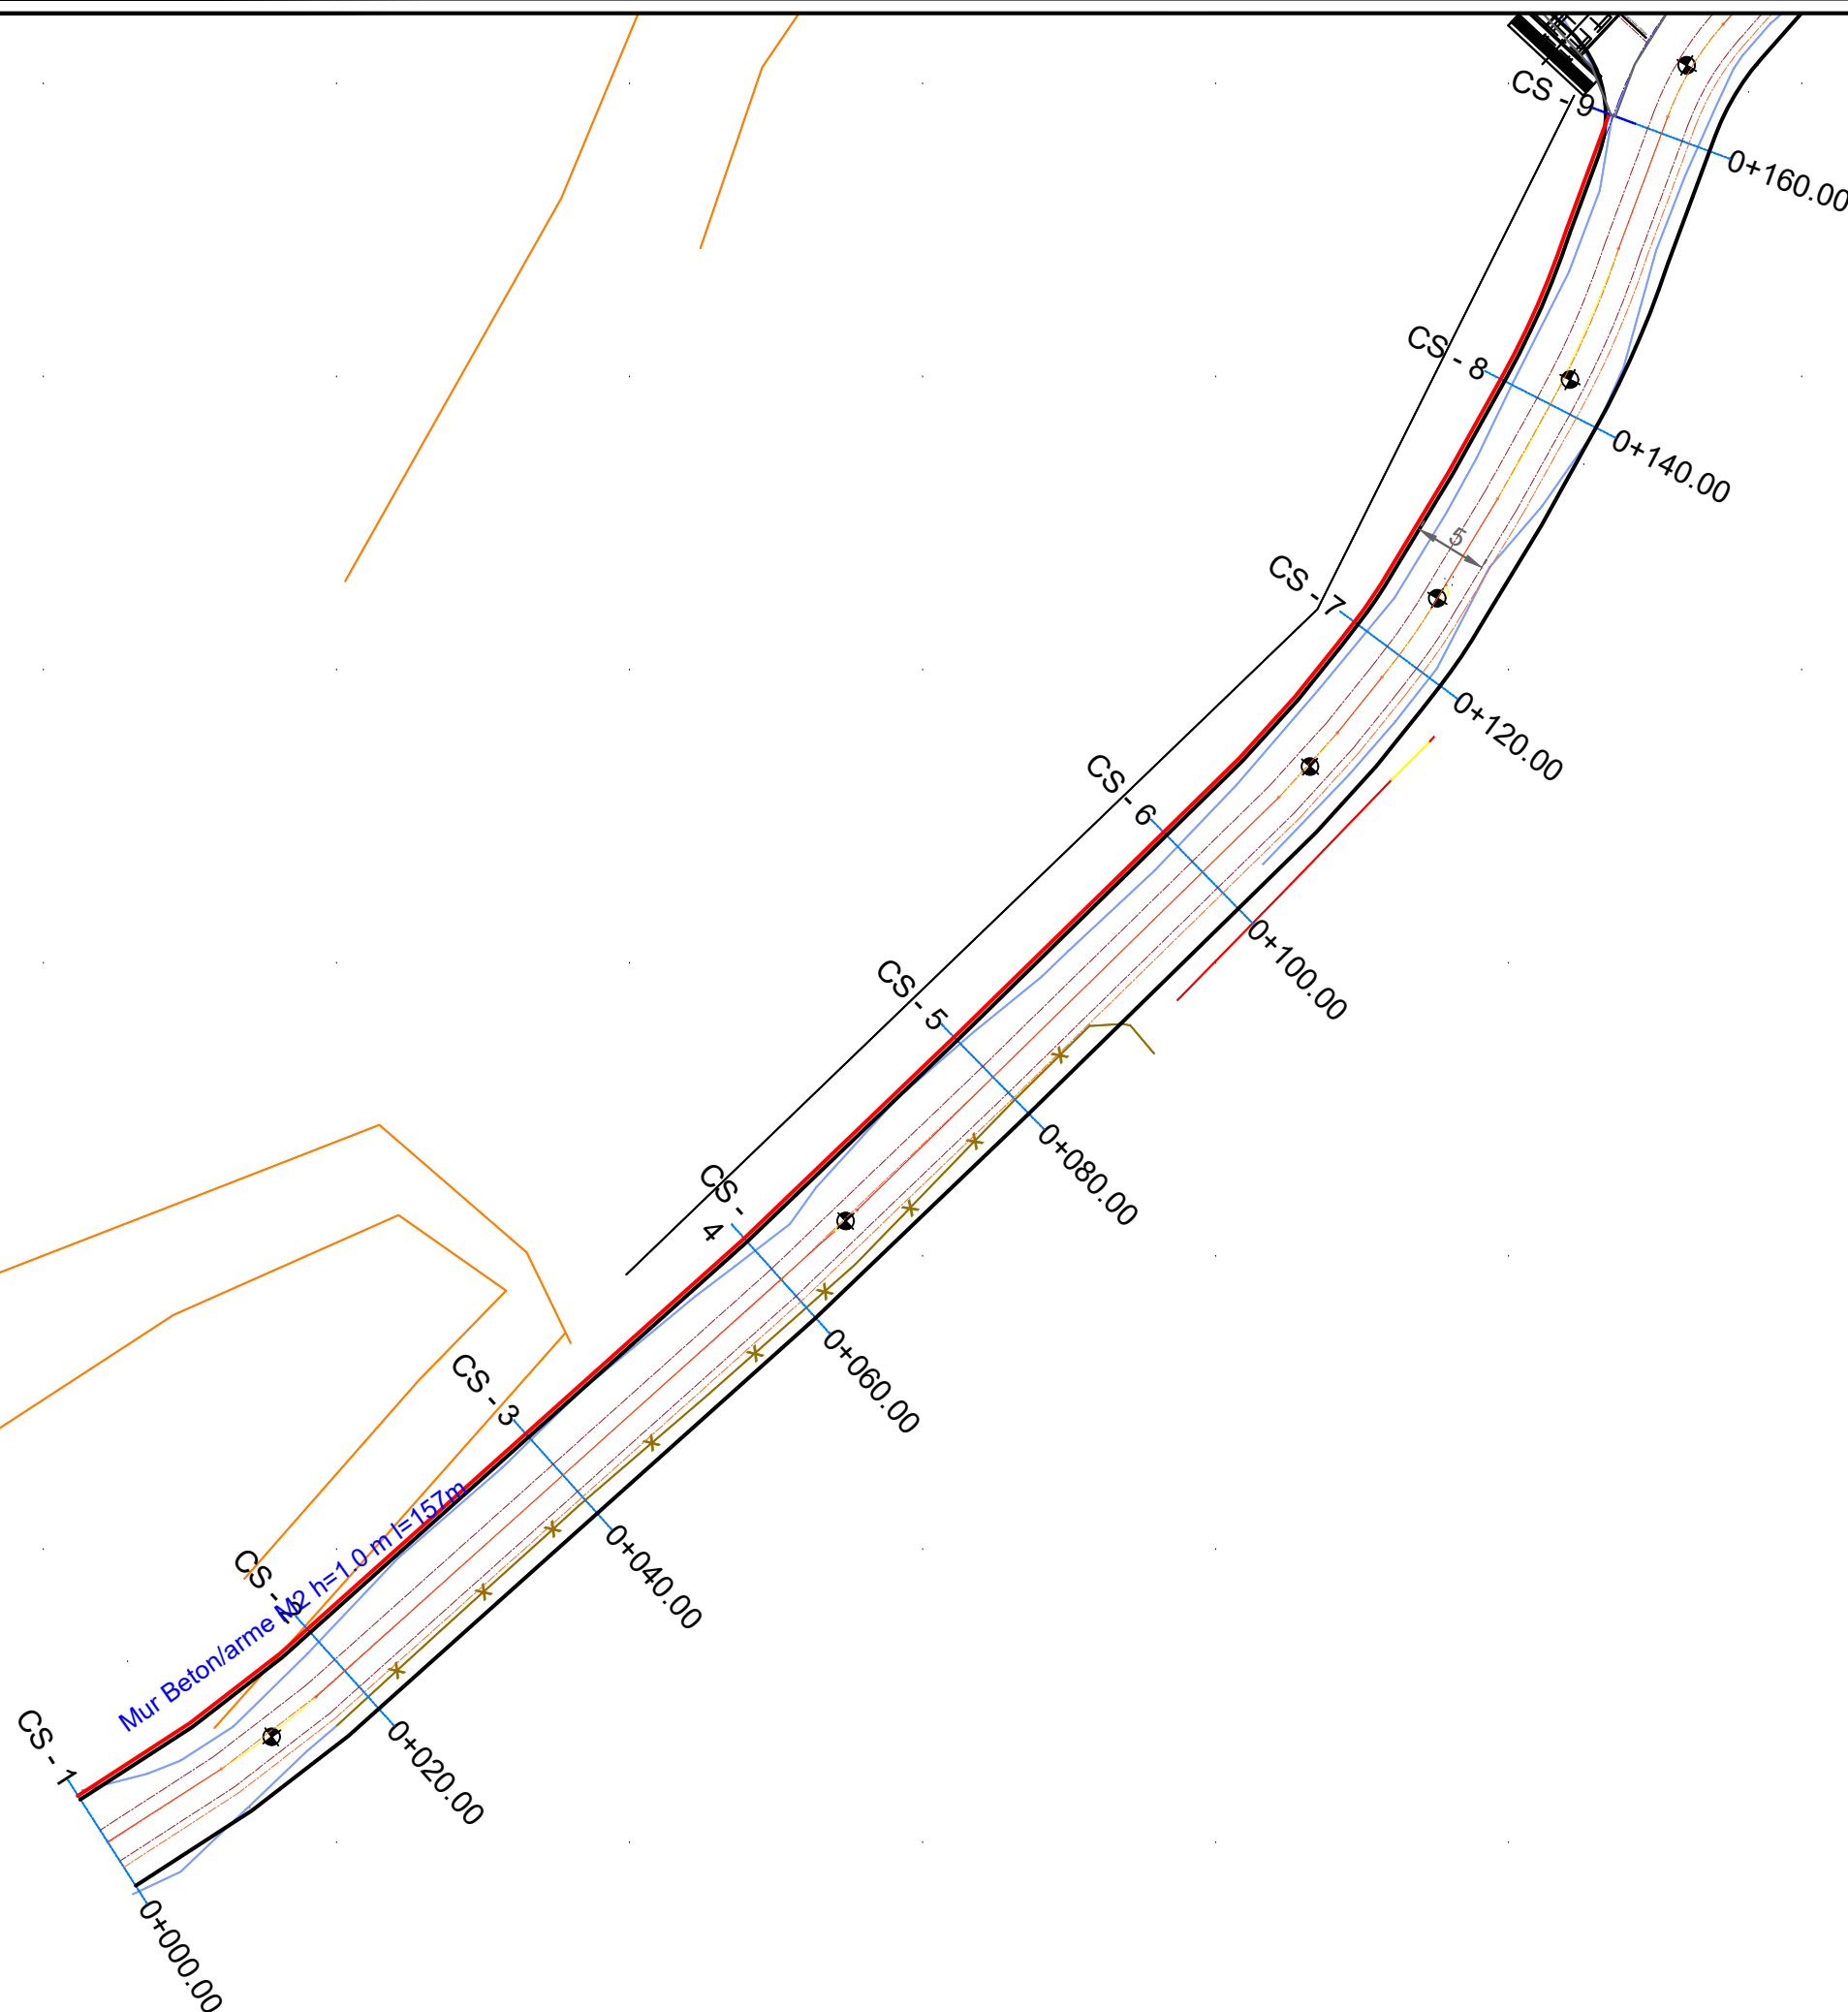 CS - 9
0+160.00
CS - 8
0+140.00
5
CS - 7
0+120.00
CS - 6
0+100.00
CS - 5
0+080.00
CS -
4
0+060.00
CS - 3
0+040.00
CS - 2
Mur Beton/arme M2 h=1.0 m l=157m
0+020.00
CS - 1
0+000.00